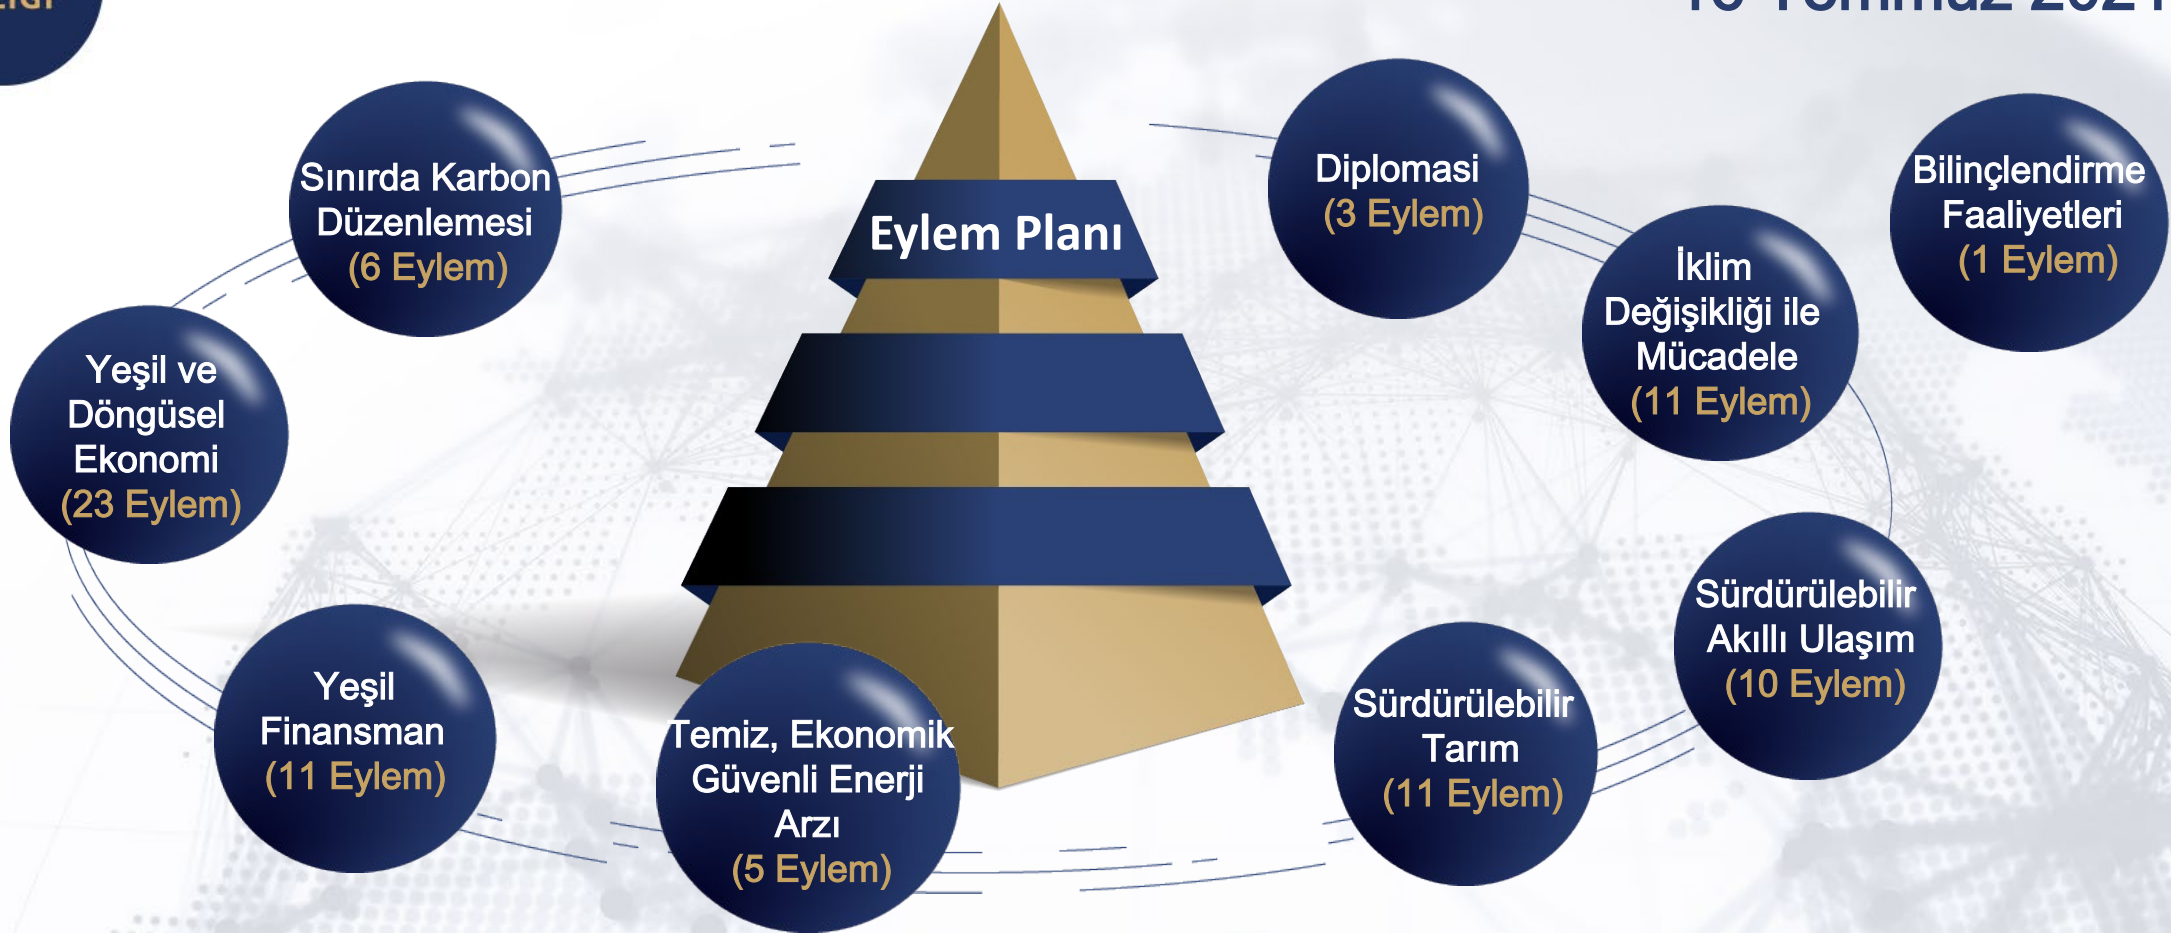 Sınırda Karbon
Düzenlemesi
(6 Eylem)
Yeşil ve
Döngüsel
Ekonomi
(23 Eylem)
Yeşil
Finansman
(11 Eylem)
Temiz, Ekonomik
Güvenli Enerji
Arzı
(5 Eylem)
Eylem Planı
Diplomasi
(3 Eylem)
İklim
Değişikliği ile
Mücadele
(11 Eylem)
Bilinçlendirme
Faaliyetleri
(1 Eylem)
Sürdürülebilir
Akıllı Ulaşım
(10 Eylem)
Sürdürülebilir
Tarım
(11 Eylem)